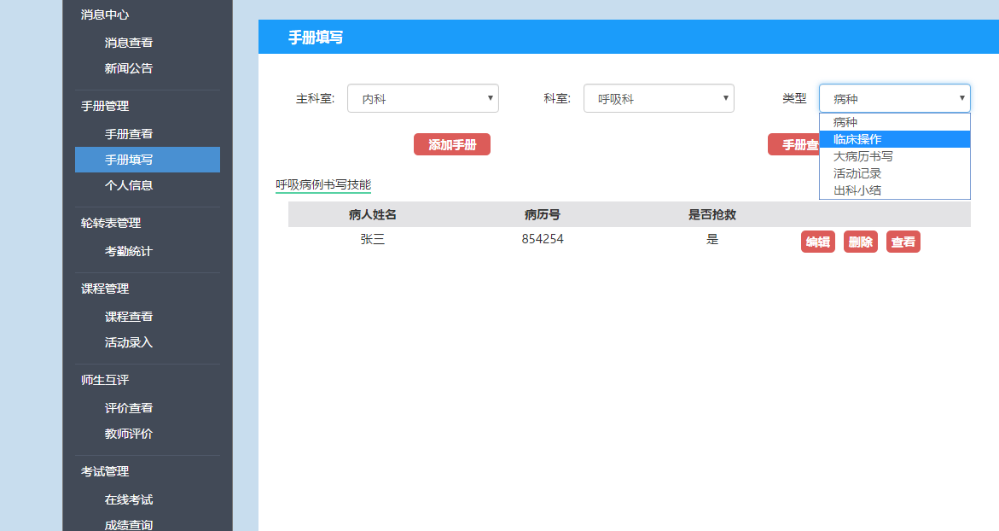 消息中心
消息查看
新闻公告
手册管理
手册查看
手册填写
个人信息
轮转表管理
考勤统计
课程管理
课程查看
活动录入
师生互评
评价查看
教师评价
考试管理
在线考试
成绩查询
手册填写
主科室: 内科 科室: 呼吸科 类型 病种
病种
临床操作
大病历书写
活动记录
出科小结
添加手册 手册查
呼吸病例书写技能
病人姓名 病历号 是否抢救
张三 854254 是 编辑 删除 查看